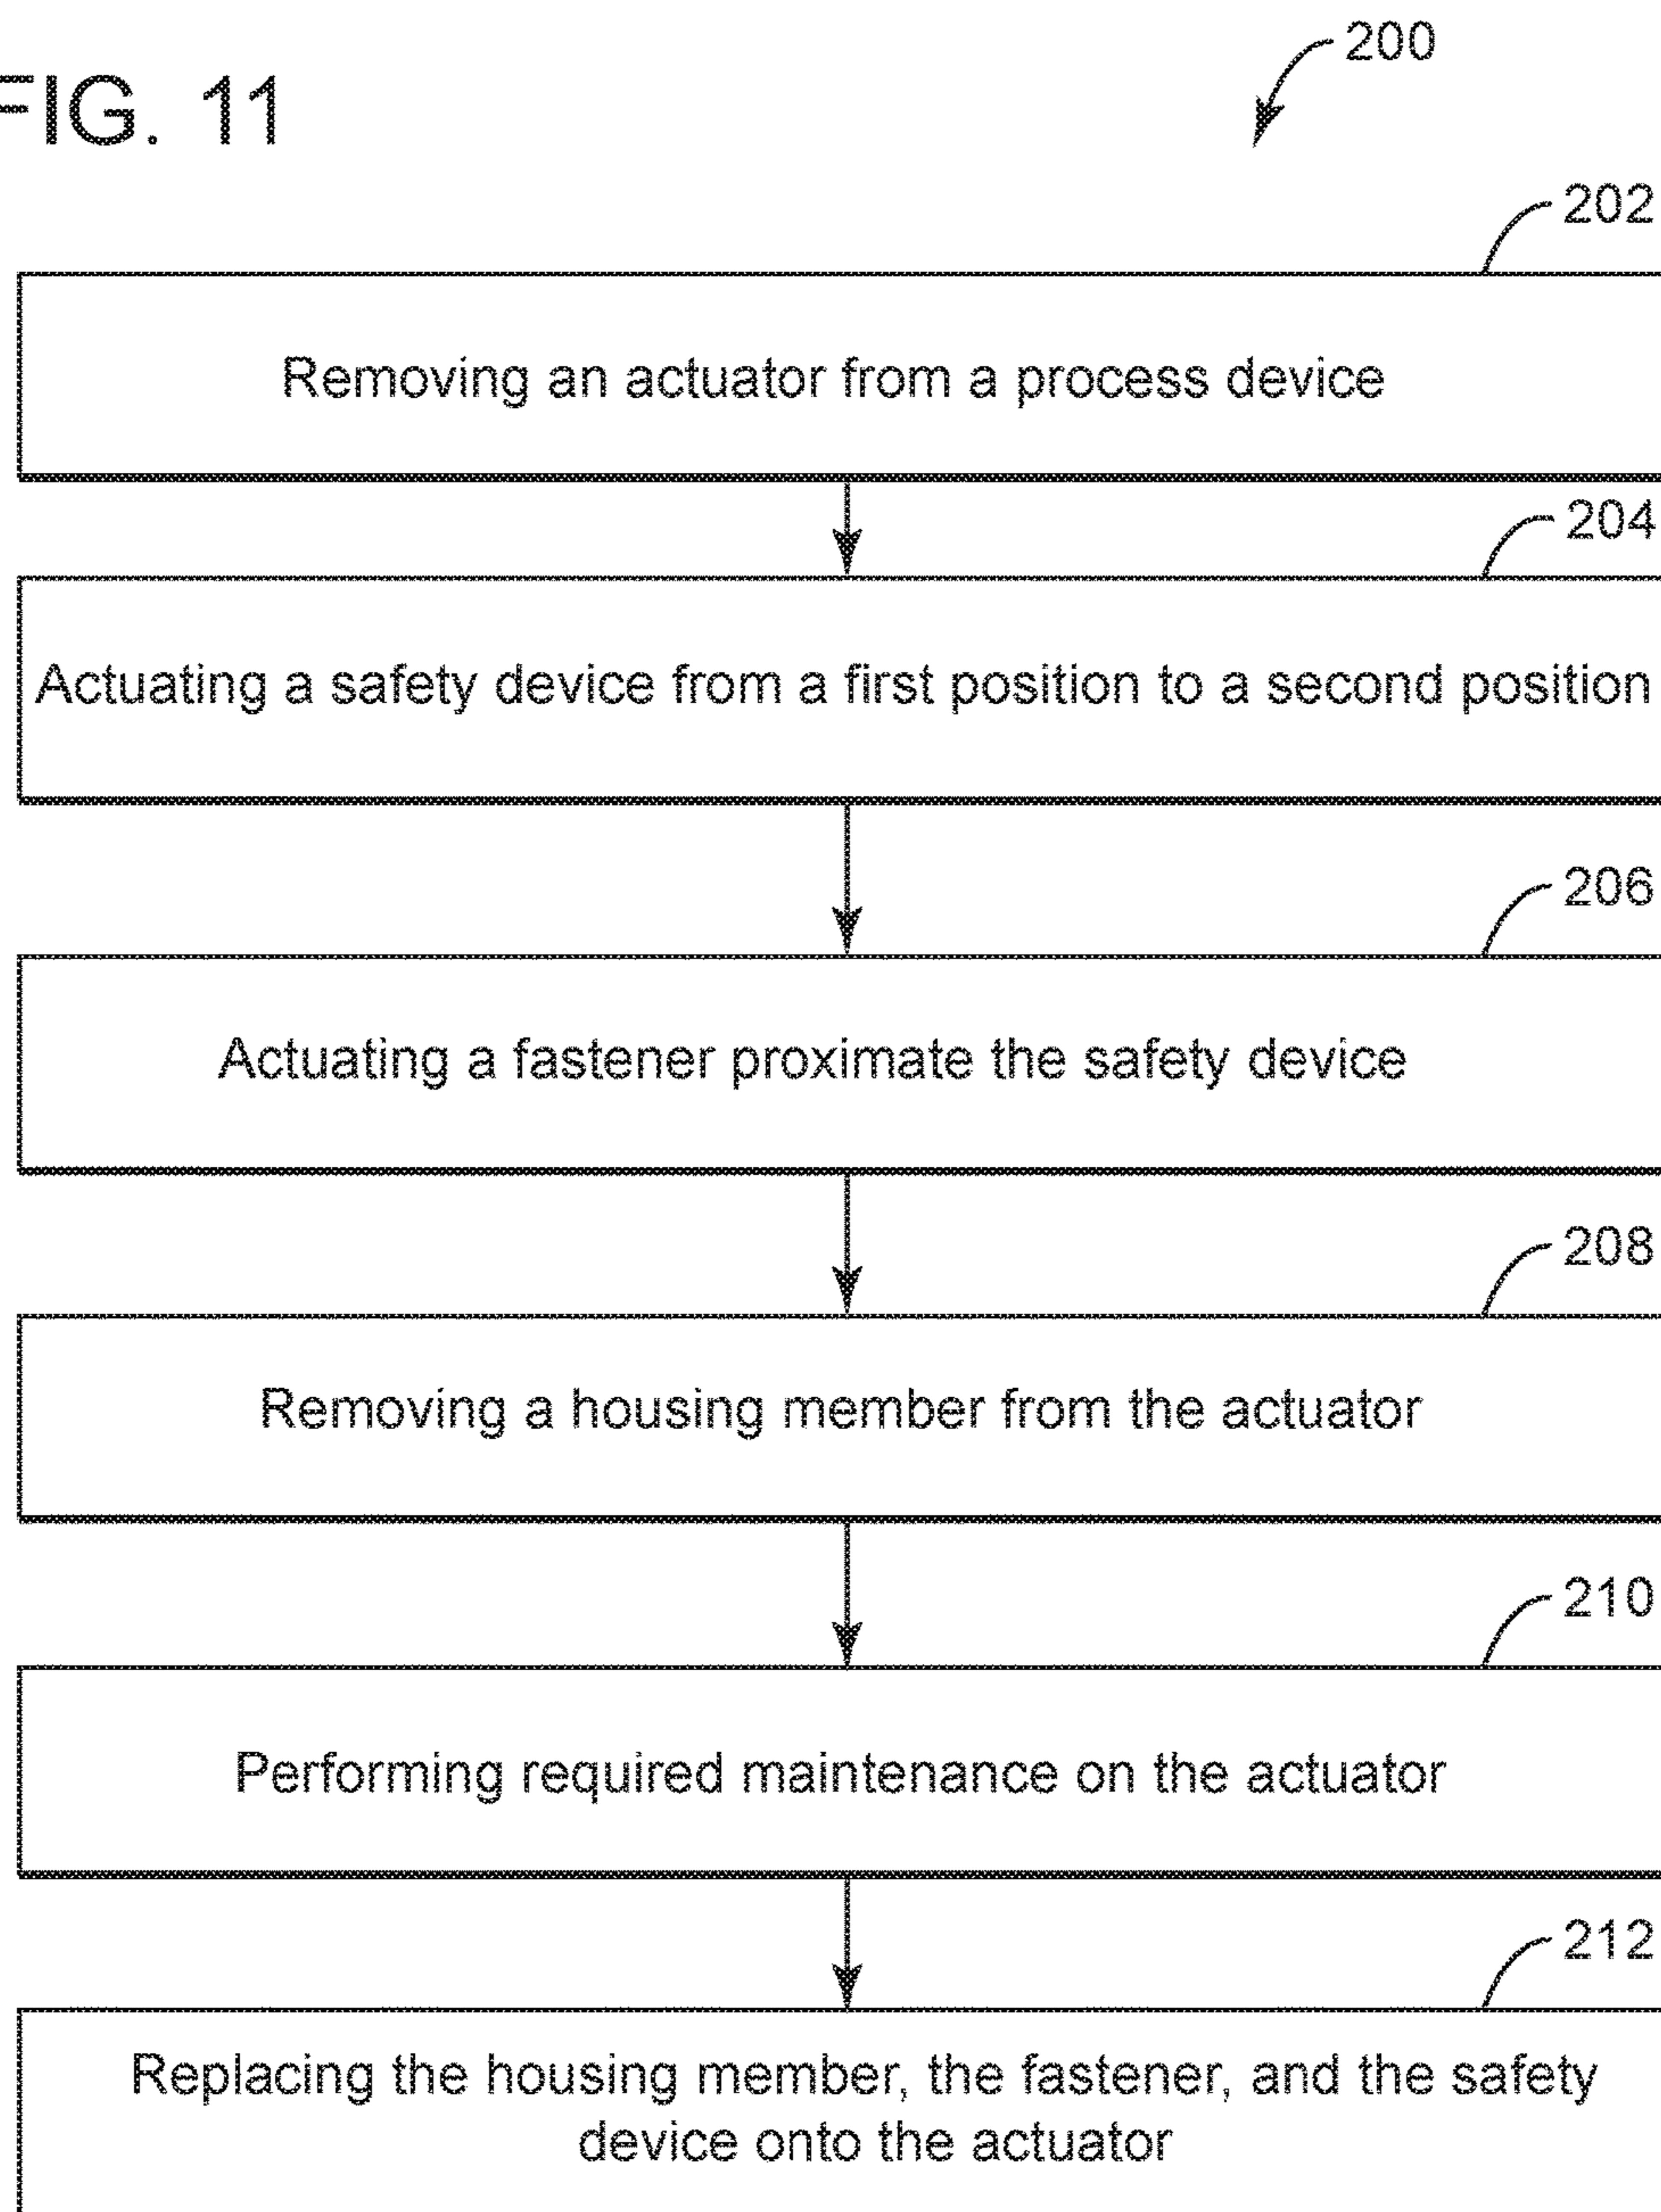 FIG. 11
200
202
Removing an actuator from a process device
204
Actuating a safety device from a first position to a second position
206
Actuating a fastener proximate the safety device
208
Removing a housing member from the actuator
210
Performing required maintenance on the actuator
212
Replacing the housing member, the fastener, and the safety
device onto the actuator